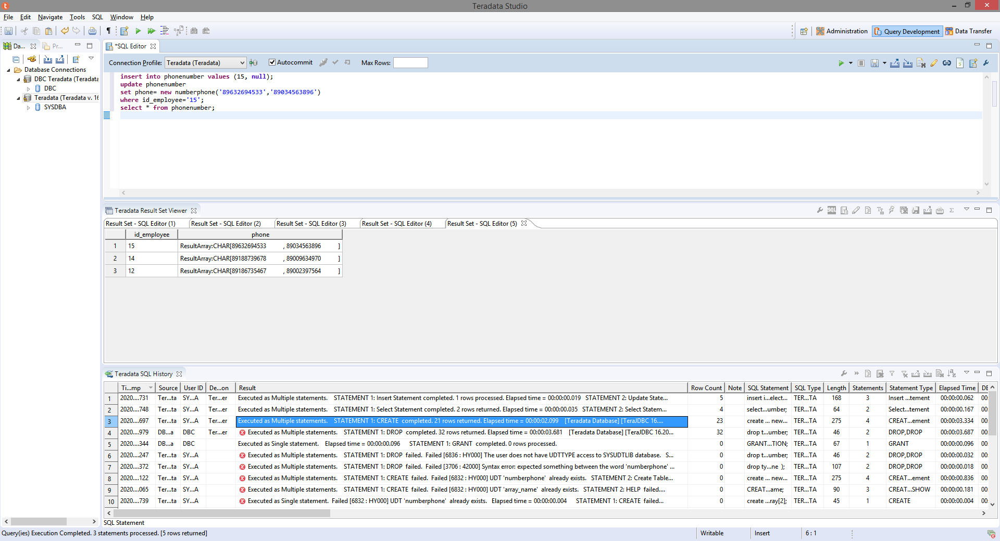 Teradata Studio
File Edit Navigate Tools SQL Window Help
Administration Query Development Data Transfer
Da... Pr...
*SQL Editor
Connection Profile: Teradata (Teradata) Autocommit Max Rows:
Database Connections
DBC Teradata (Teradata
DBC
Teradata (Teradata v. 16
SYSDBA
insert into phonenumber values (15, null);
update phonenumber
set phone= new numberphone('89632694533','89034563896')
where id_employee='15';
select * from phonenumber;
Teradata Result Set Viewer
Result Set - SQL Editor (1) Result Set - SQL Editor (2) Result Set - SQL Editor (3) Result Set - SQL Editor (4) Result Set - SQL Editor (5)
id_employee phone
1 15 ResultArray:CHAR[89632694533 , 89034563896 ]
2 14 ResultArray:CHAR[89188739678 , 89009634970 ]
3 12 ResultArray:CHAR[89186735467 , 89002397564 ]
Teradata SQL History
Ti...mp Source User ID De...on Result Row Count Note SQL Statement SQL Type Length Statements Statement Type Elapsed Time DE
1 2020....731 Ter...ta SY...A Ter...er Executed as Multiple statements. STATEMENT 1: Insert Statement completed. 1 rows processed. Elapsed time = 00:00:00.019 STATEMENT 2: Update State... 5 insert i...elect... TER...TA 168 3 Insert ...tement 00:00:00.062 00:
2 2020....748 Ter...ta SY...A Ter...er Executed as Multiple statements. STATEMENT 1: Select Statement completed. 2 rows returned. Elapsed time = 00:00:00.035 STATEMENT 2: Select Statem... 4 select...umber; TER...TA 64 2 Select...tement 00:00:00.167 00:
3 2020....697 Ter...ta SY...A Ter...er Executed as Multiple statements. STATEMENT 1: CREATE completed. 21 rows returned. Elapsed time = 00:00:02.099 [Teradata Database] [TeraJDBC 16.... 23 create ... new... TER...TA 275 4 CREAT...ement 00:00:03.334 00:
4 2020....979 DB...a DBC Ter...er Executed as Multiple statements. STATEMENT 1: DROP completed. 32 rows returned. Elapsed time = 00:00:03.681 [Teradata Database] [TeraJDBC 16.20... 32 drop t...umber; TER...TA 46 2 DROP,DROP 00:00:03.687 00:
5 2020....344 DB...a DBC Executed as Single statement. Elapsed time = 00:00:00.096 STATEMENT 1: GRANT completed. 0 rows processed. 0 GRANT...TION; TER...TA 67 1 GRANT 00:00:00.096 00:
6 2020....247 Ter...ta SY...A Executed as Multiple statements. STATEMENT 1: DROP failed. Failed [6836 : HY000] The user does not have UDTTYPE access to SYSUDTLIB database. S... 0 drop t...umber; TER...TA 46 2 DROP,DROP 00:00:00.032 00:
7 2020....372 Ter...ta SY...A Executed as Multiple statements. STATEMENT 1: DROP failed. Failed [3706 : 42000] Syntax error: expected something between the word 'numberphone' ... 0 drop ty...ne ); TER...TA 107 2 DROP,DROP 00:00:00.018 00:
8 2020....122 Ter...ta SY...A Executed as Multiple statements. STATEMENT 1: CREATE failed. Failed [6832 : HY000] UDT 'numberphone' already exists. STATEMENT 2: Create Table... 0 create ... new... TER...TA 275 4 CREAT...ement 00:00:00.836 00:
9 2020....065 Ter...ta SY...A Executed as Multiple statements. STATEMENT 1: CREATE failed. Failed [6832 : HY000] UDT 'array_name' already exists. STATEMENT 2: HELP failed.... 0 CREAT...ame; TER...TA 90 3 CREAT...SHOW 00:00:00.181 00:
10 2020....739 Ter...ta SY...A Executed as Single statement. Failed [6832 : HY000] UDT 'numberphone' already exists. Elapsed time = 00:00:00.004 STATEMENT 1: CREATE failed... 0 create ...ray[2]; TER...TA 45 1 CREATE 00:00:00.004 00:
SQL Statement
Query(ies) Execution Completed. 3 statements processed. [5 rows returned] Writable Insert 6 : 1